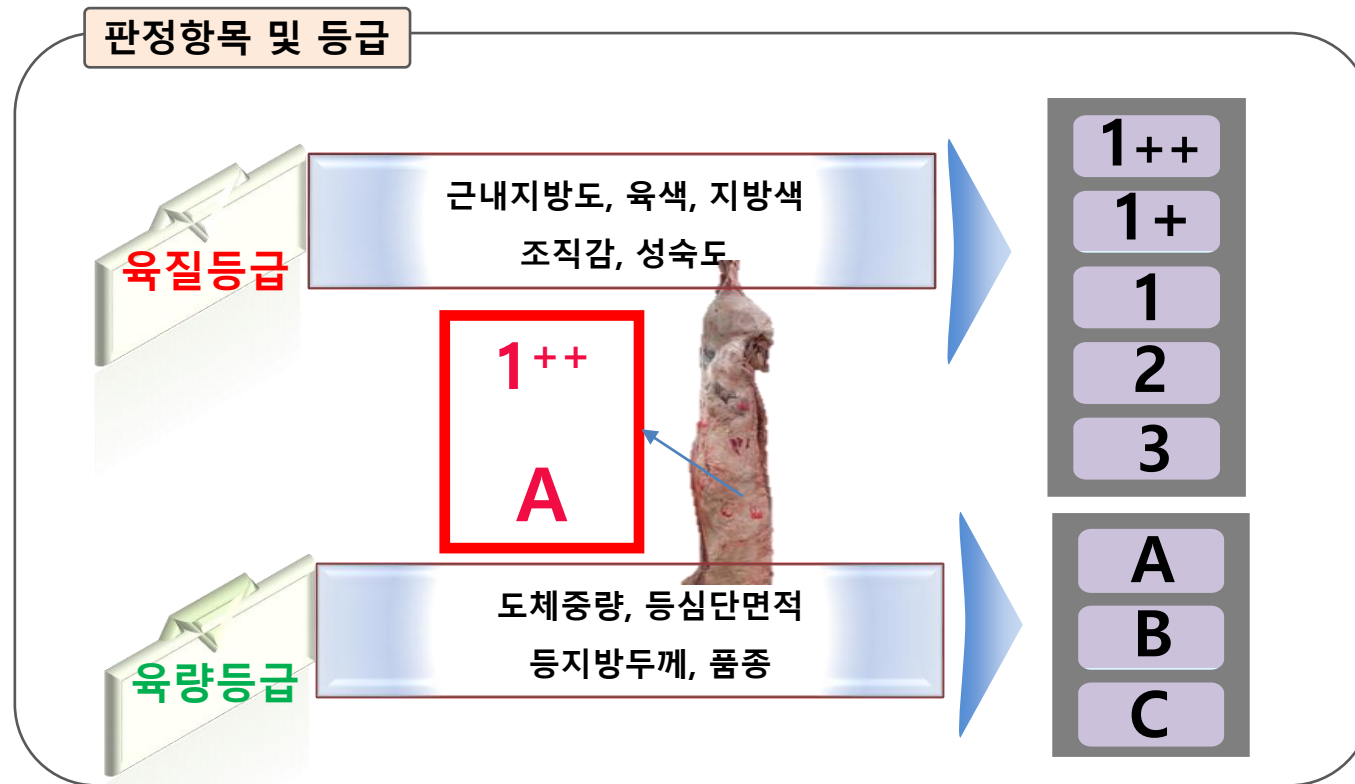 판정항목 및 등급
육질등급
근내지방도, 육색, 지방색
조직감, 성숙도
1++
1+
1
2
3
1++
A
육량등급
도체중량, 등심단면적
등지방두께, 품종
A
B
C